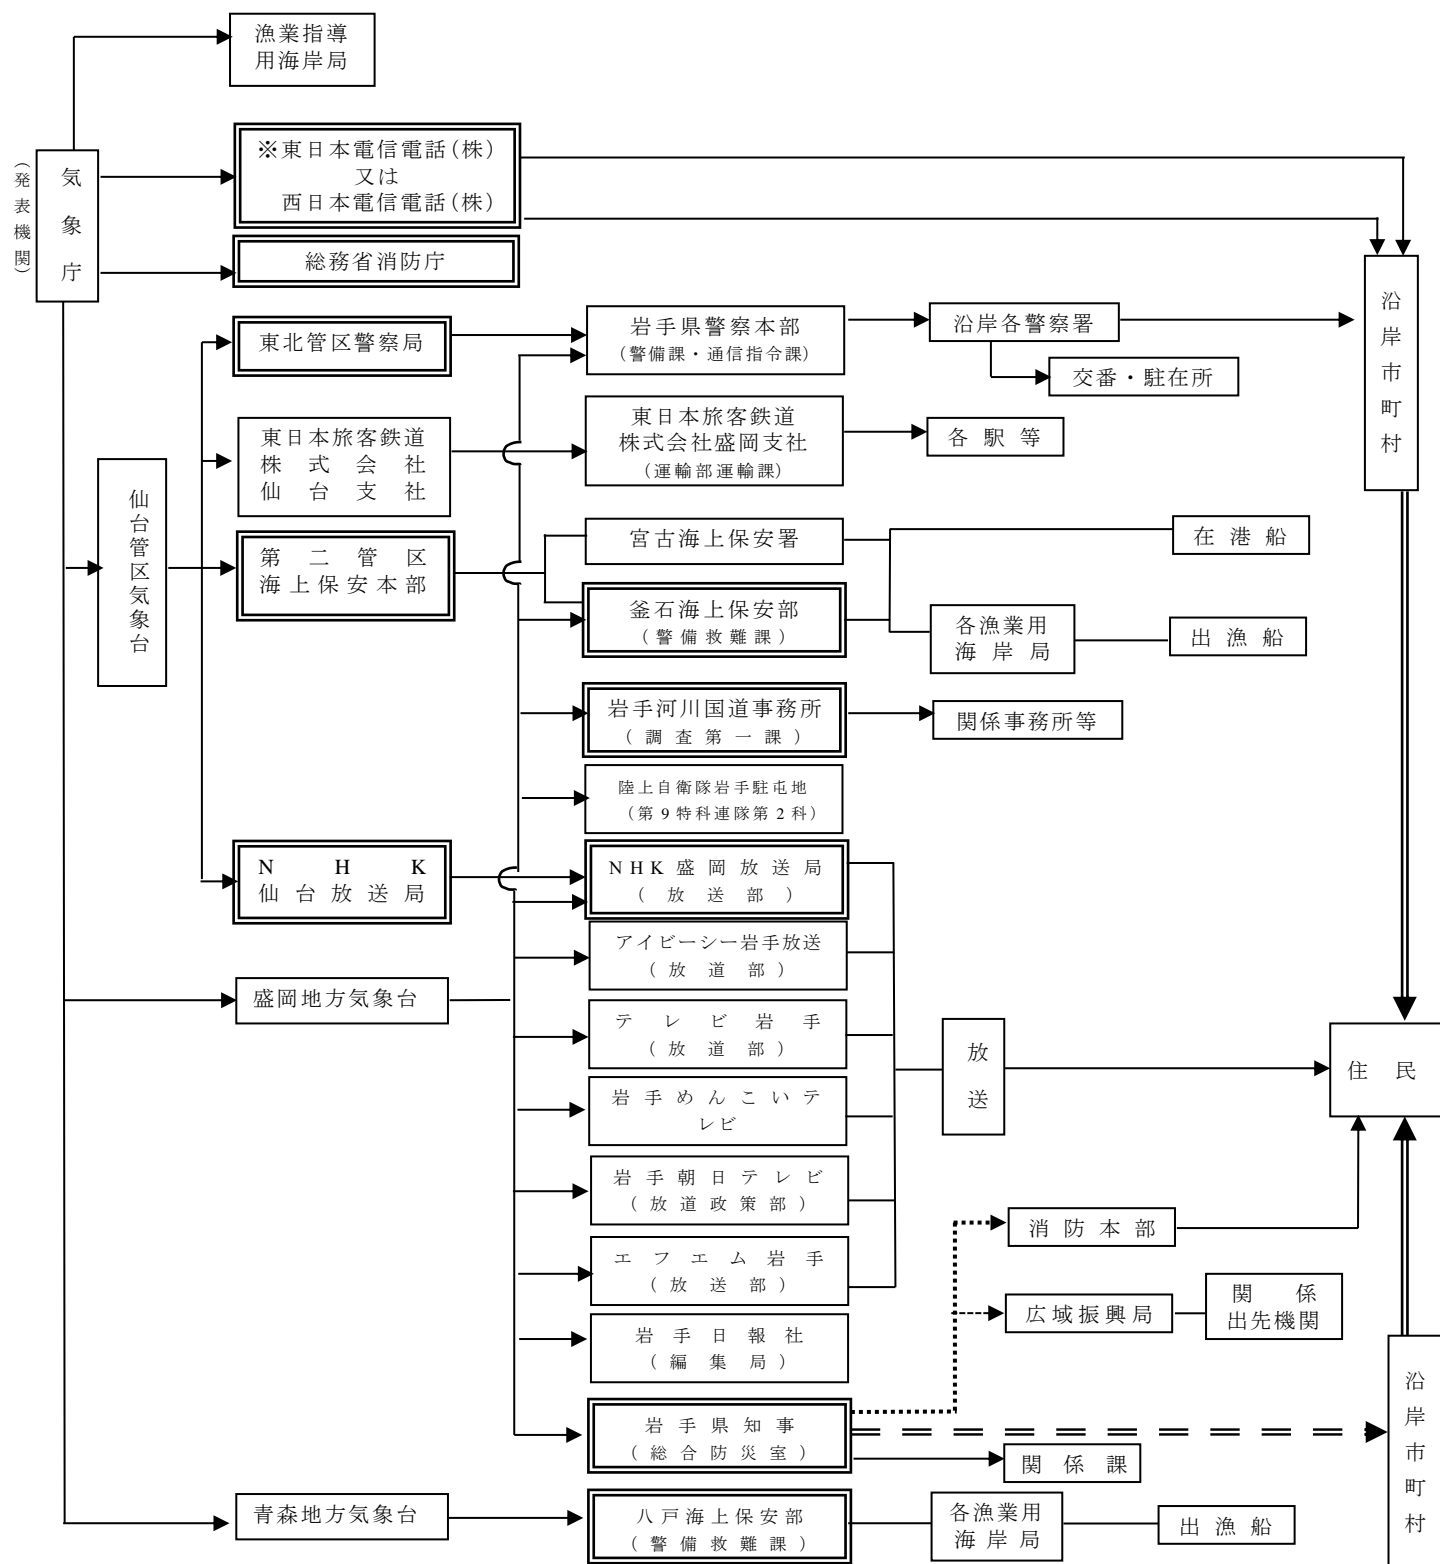 漁業指導
用海岸局
(発表機関)
気象庁
※東日本電信電話(株)
又は
西日本電信電話(株)
総務省消防庁
東北管区警察局
岩手県警察本部
(警備課・通信指令課)
沿岸各警察署
交番・駐在所
沿岸市町村
東日本旅客鉄道
株式会社
仙台支社
東日本旅客鉄道
株式会社盛岡支社
(運輸部運輸課)
各駅等
仙台管区気象台
第二管区
海上保安本部
宮古海上保安署
在港船
釜石海上保安部
(警備救難課)
各漁業用
海岸局
出漁船
岩手河川国道事務所
(調査第一課)
関係事務所等
陸上自衛隊岩手駐屯地
(第9特科連隊第2科)
NHK
仙台放送局
NHK盛岡放送局
(放送部)
アイビーシー岩手放送
(放道部)
盛岡地方気象台
テレビ岩手
(放道部)
放送
住民
岩手めんこいテ
レビ
岩手朝日テレビ
(放道政策部)
消防本部
エフエム岩手
(放送部)
広域振興局
関係
出先機関
岩手日報社
(編集局)
岩手県知事
(総合防災室)
関係課
沿岸市町村
青森地方気象台
八戸海上保安部
(警備救難課)
各漁業用
海岸局
出漁船